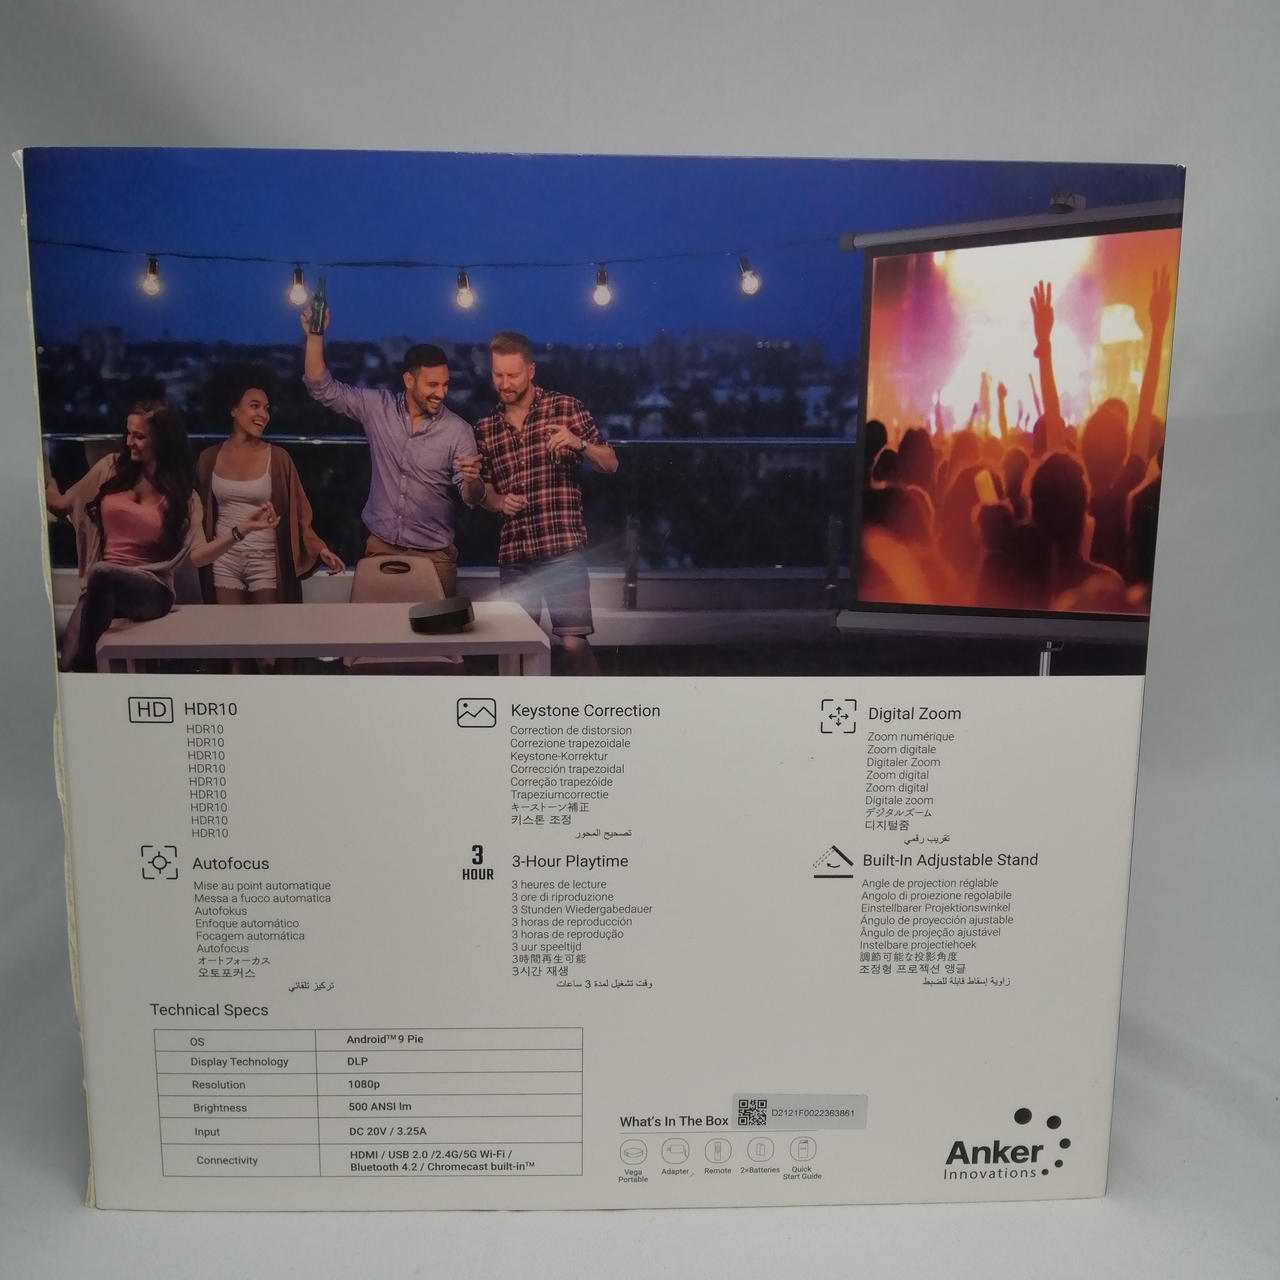 HD HDR10
HDR10
HDR10
HDR10
HDR10
HDR10
HDR10
HDR10
HDR10
HDR10
Keystone Correction
Correction de distorsion
Correzione trapezoidale
Keystone-Korrektur
Corrección trapezoidal
Correção trapezóide
Trapeziumcorrectie
キーストーン補正
키스톤 조정
تصحيح المحور
Digital Zoom
Zoom numérique
Zoom digitale
Digitaler Zoom
Zoom digital
Zoom digital
Digitale zoom
デジタルズーム
디지털줌
تقريب رقمي
Autofocus
Mise au point automatique
Messa a fuoco automatica
Autofokus
Enfoque automático
Focagem automática
Autofocus
オートフォーカス
오토포커스
تركيز تلقائي
3 HOUR
3-Hour Playtime
3 heures de lecture
3 ore di riproduzione
3 Stunden Wiedergabedauer
3 horas de reproducción
3 horas de reprodução
3 uur speeltijd
3時間再生可能
3시간 재생
وقت تشغيل لمدة 3 ساعات
Built-In Adjustable Stand
Angle de projection réglable
Angolo di proiezione regolabile
Einstellbarer Projektionswinkel
Ángulo de proyección ajustable
Ângulo de projeção ajustável
Instelbare projectiehoek
調節可能な投影角度
조정형 프로젝션 앵글
زاوية إسقاط قابلة للضبط
Technical Specs
OS Android™ 9 Pie
Display Technology DLP
Resolution 1080p
Brightness 500 ANSI lm
Input DC 20V / 3.25A
Connectivity HDMI / USB 2.0 /2.4G/5G Wi-Fi /
Bluetooth 4.2 / Chromecast built-in™
What's In The Box
D2121F0022363861
Vega Portable
Adapter
Remote
2×Batteries
Quick Start Guide
Anker
Innovations